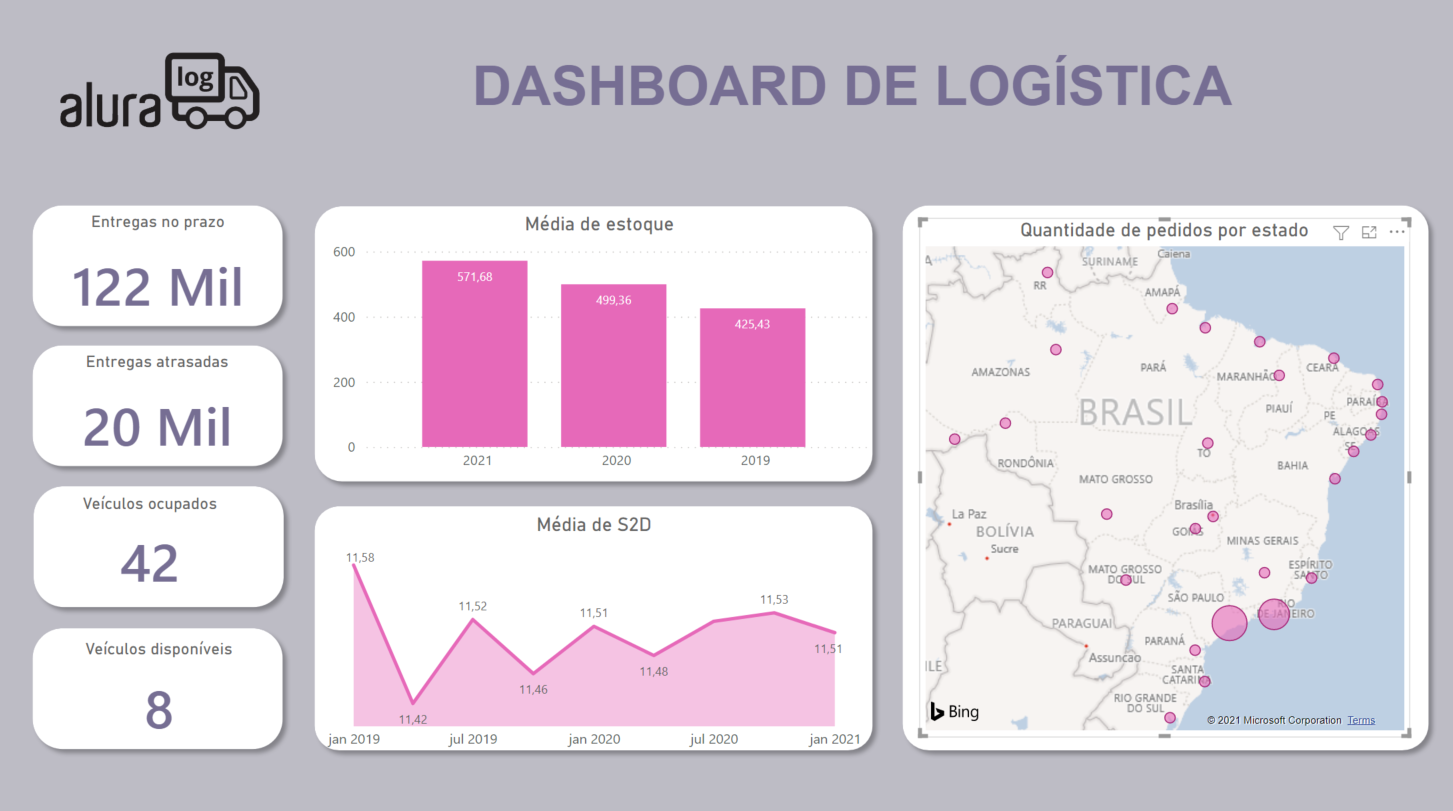 alura log
DASHBOARD DE LOGÍSTICA
Entregas no prazo
122 Mil
Entregas atrasadas
20 Mil
Veículos ocupados
42
Veículos disponíveis
8
Média de estoque
600
400
200
0
571,68
499,36
425,43
2021
2020
2019
Média de S2D
11,58
11,42
11,52
11,46
11,51
11,48
11,53
11,51
jan 2019
jul 2019
jan 2020
jul 2020
jan 2021
Quantidade de pedidos por estado
Caiena
SURINAME
RR
AMAPÁ
AMAZONAS
PARÁ
MARANHÃO
CEARÁ
BRASIL
PIAUÍ
PARAÍB
PE
ALAGOAS
SE
TO
RONDÔNIA
BAHIA
MATO GROSSO
Brasília
La Paz
BOLÍVIA
GOIÁS
MINAS GERAIS
Sucre
MATO GROSSO
DO SUL
ESPÍRITO
SANTO
SÃO PAULO
RIO
DE JANEIRO
PARAGUAI
PARANÁ
Assuncao
ILE
SANTA
CATARINA
RIO GRANDE
DO SUL
Bing
© 2021 Microsoft Corporation Terms